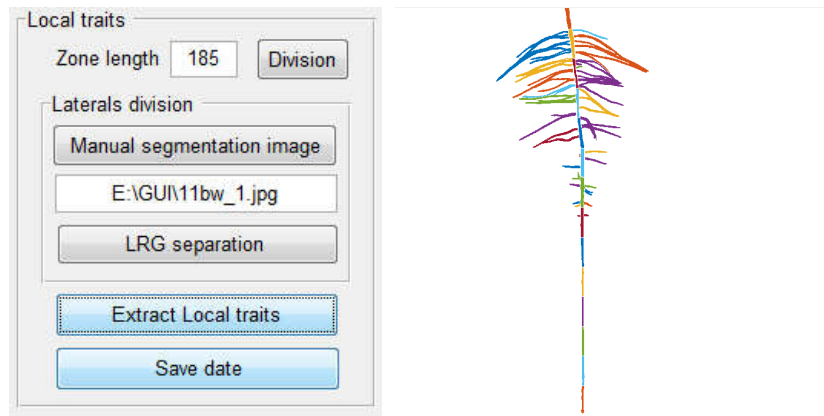 Local traits
Zone length 185 Division
Laterals division
Manual segmentation image
E:\GUI\11bw_1.jpg
LRG separation
Extract Local traits
Save date